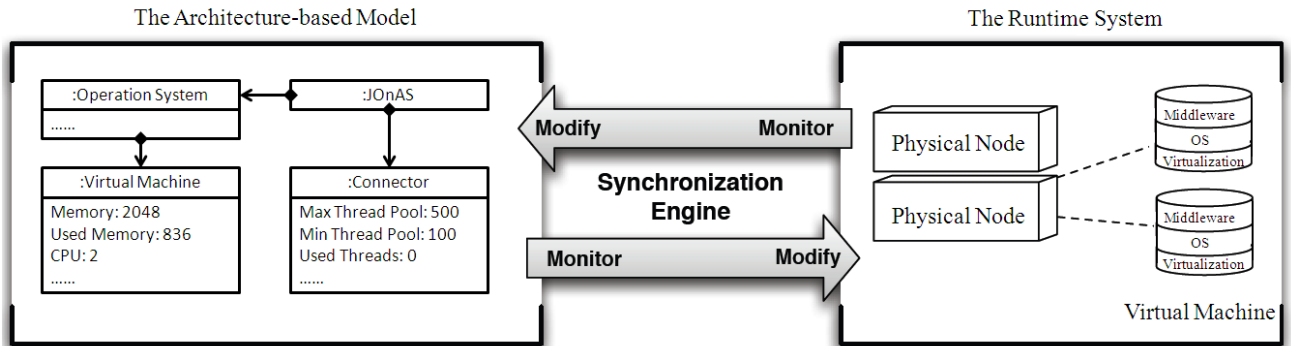 The Architecture-based Model
:Operation System
......
:JOnAS
:Virtual Machine
Memory: 2048
Used Memory: 836
CPU: 2
......
:Connector
Max Thread Pool: 500
Min Thread Pool: 100
Used Threads: 0
......
Modify Monitor
Synchronization
Engine
Monitor Modify
The Runtime System
Physical Node
Physical Node
Middleware
OS
Virtualization
Middleware
OS
Virtualization
Virtual Machine